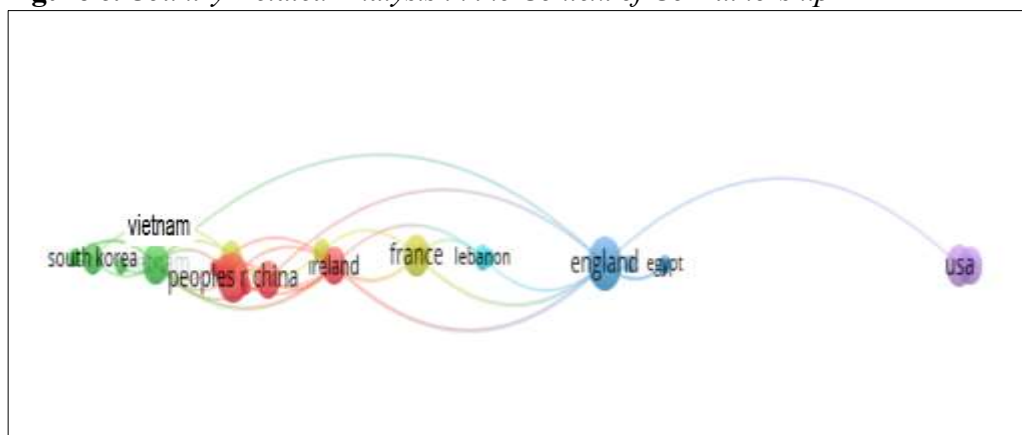 vietnam
south korea
peoples r china
ireland
france
lebanon
england
egypt
usa